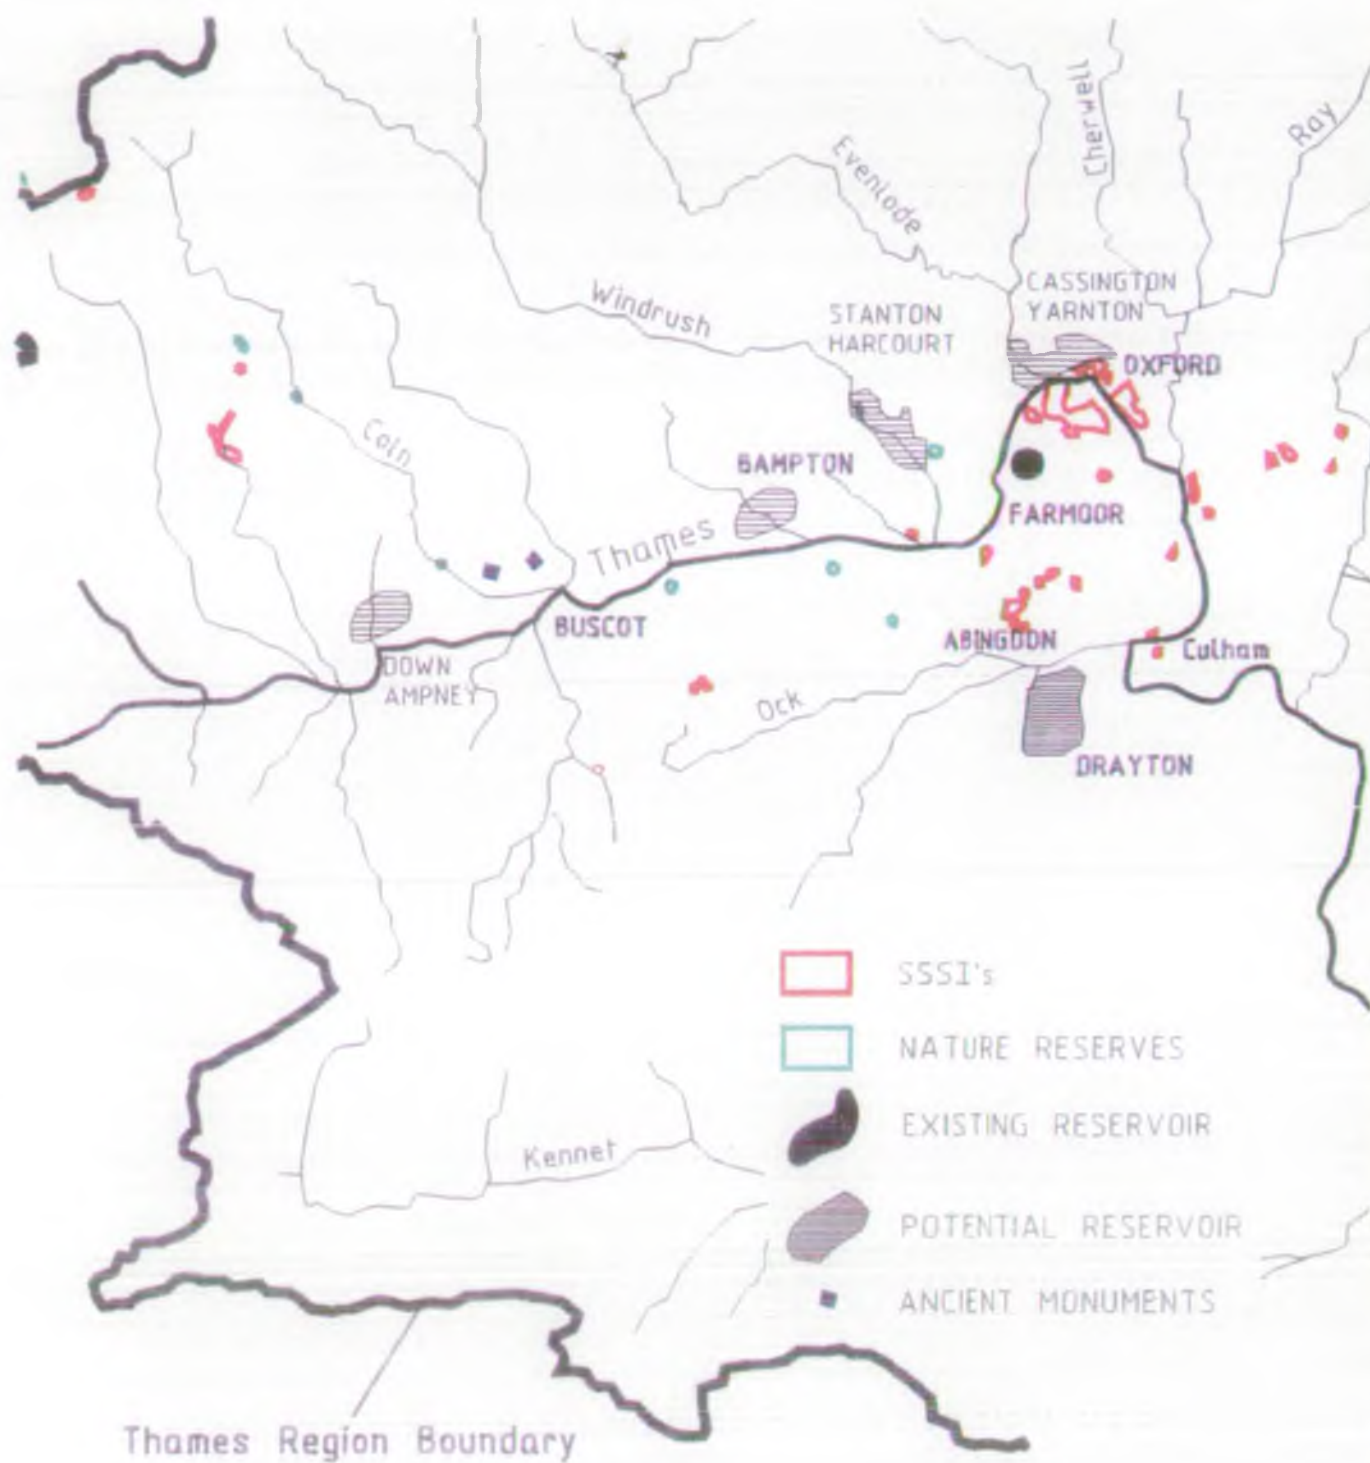 Cherwell
Ray
Evenlode
Windrush
CASSINGTON
YARNTON
STANTON
HARCOURT
OXFORD
Coln
BAMPTON
FARMOOR
Thames
BUSCOT
ABINGDON
Culham
DOWN
AMPNEY
Ock
DRAYTON
SSSI's
NATURE RESERVES
EXISTING RESERVOIR
Kennet
POTENTIAL RESERVOIR
ANCIENT MONUMENTS
Thames Region Boundary